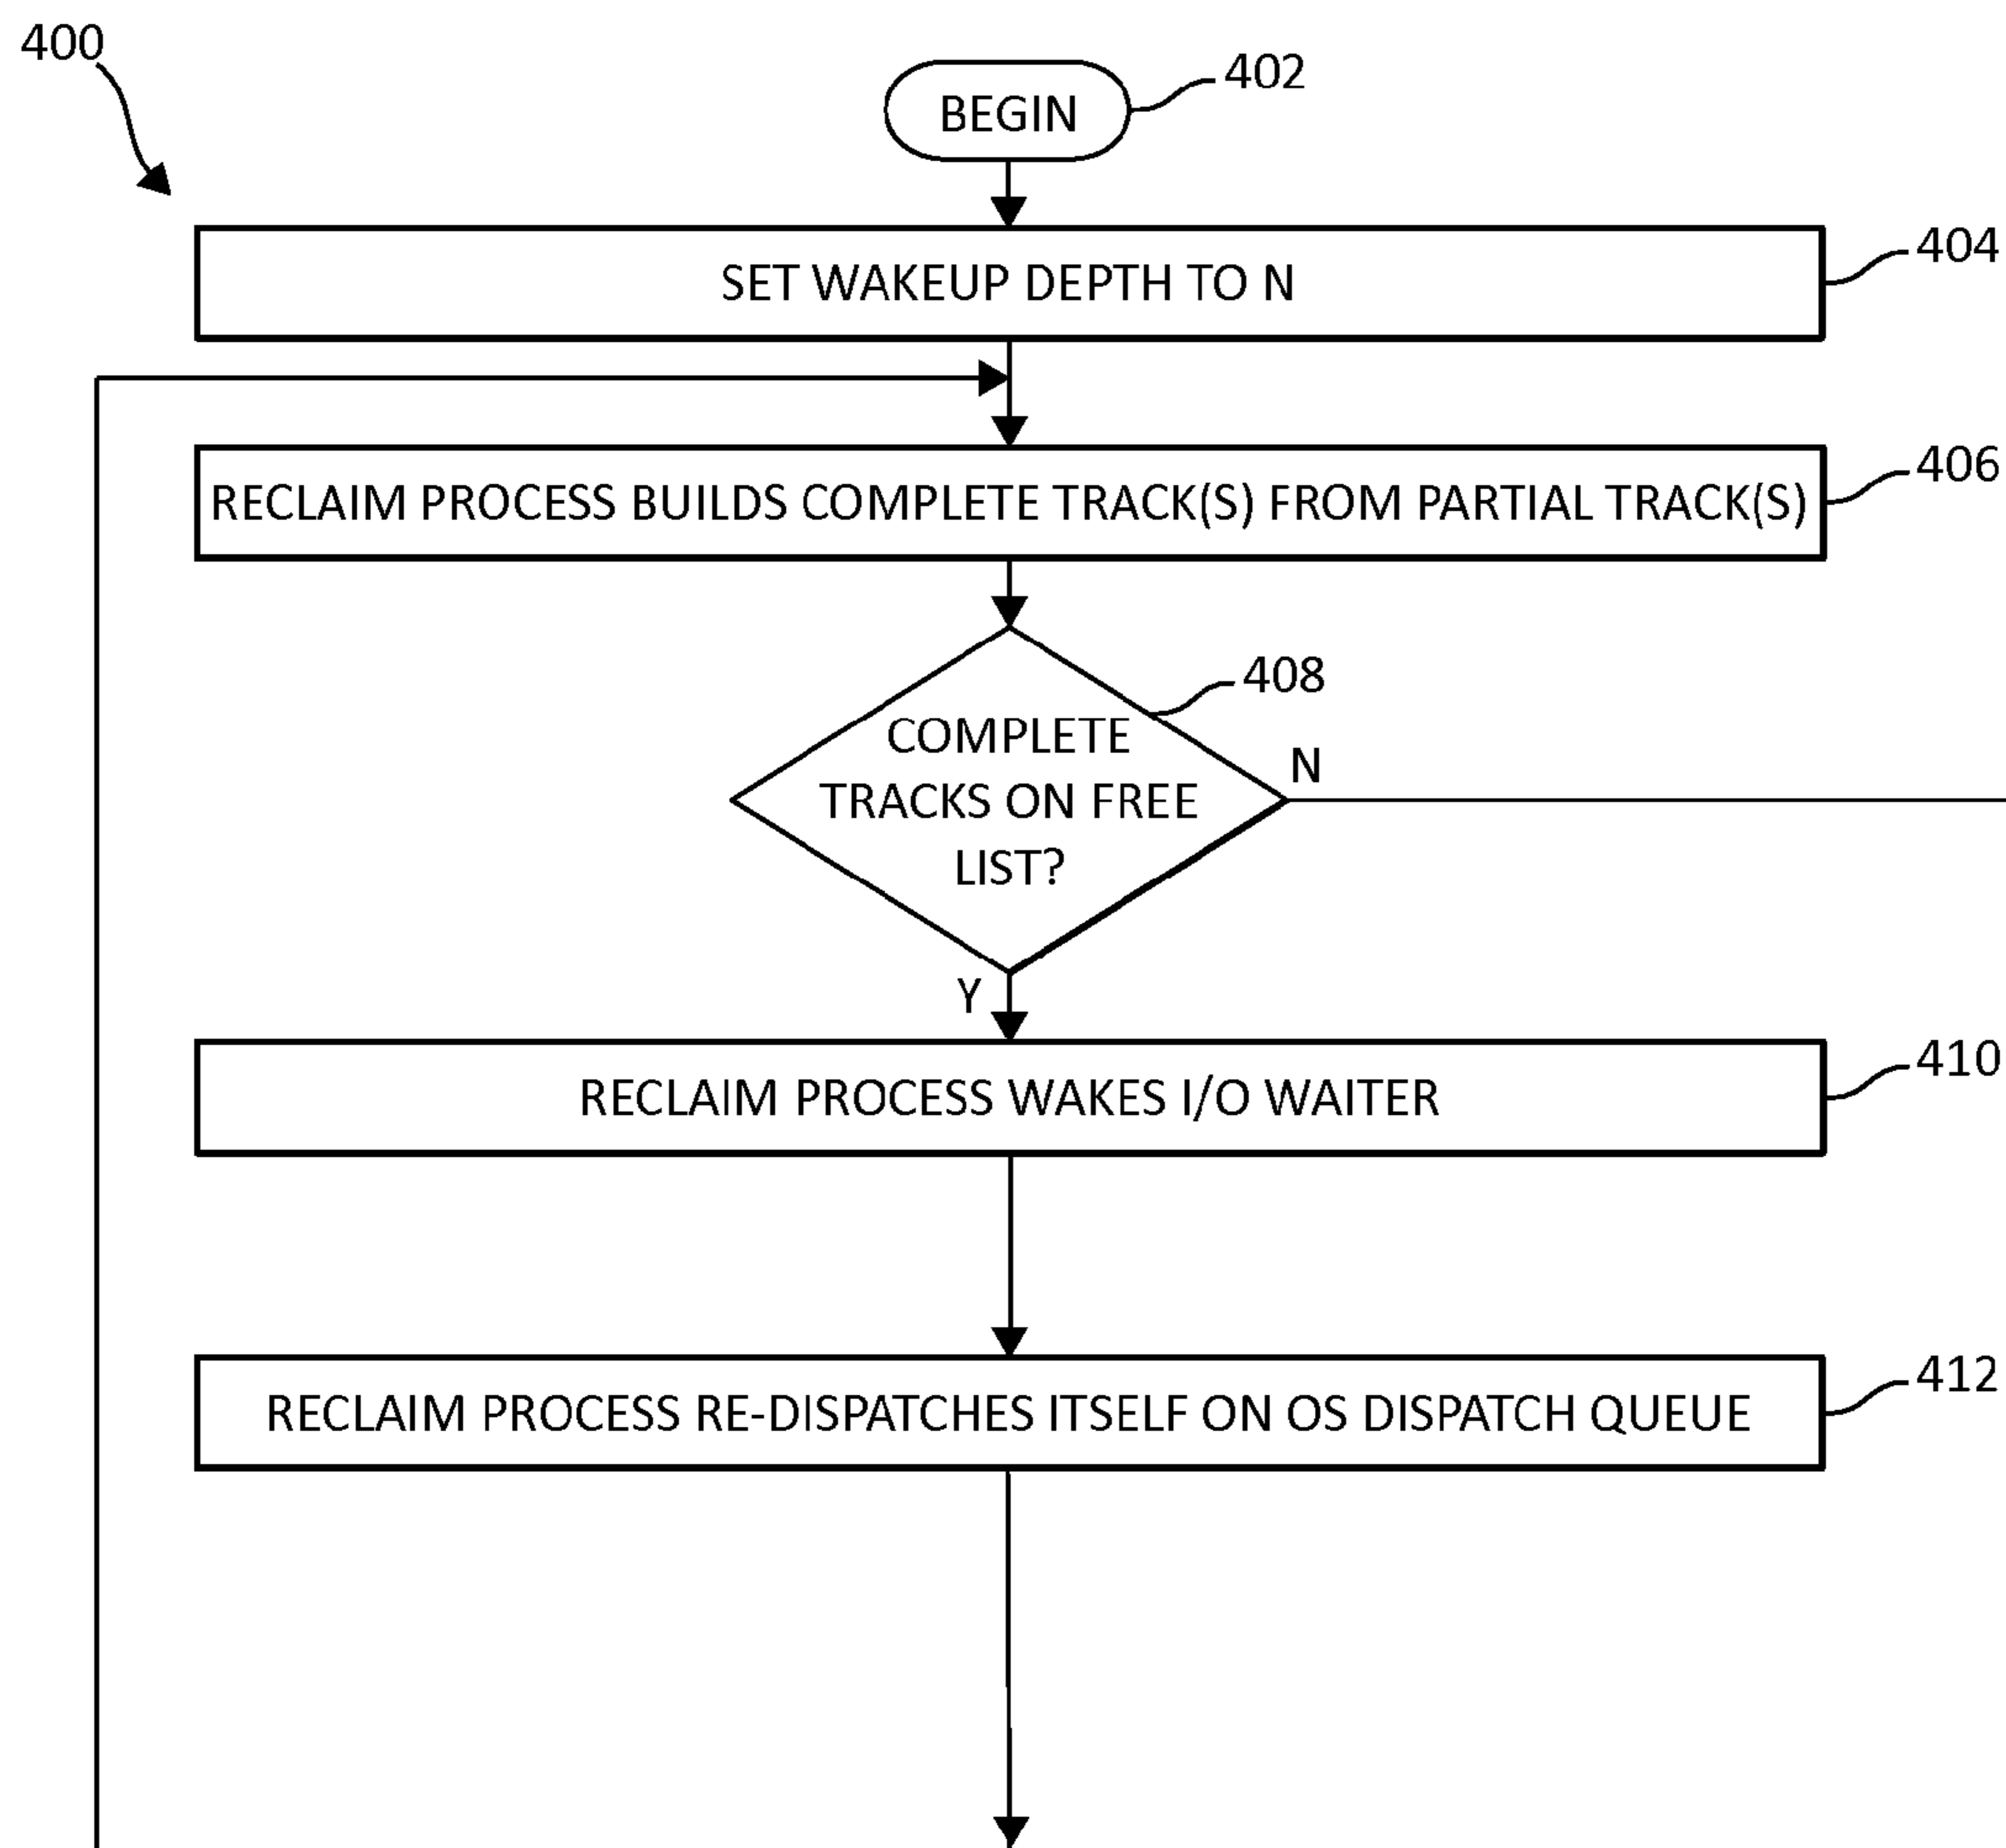 400
BEGIN
402
SET WAKEUP DEPTH TO N
404
RECLAIM PROCESS BUILDS COMPLETE TRACK(S) FROM PARTIAL TRACK(S)
406
408
COMPLETE
TRACKS ON FREE
LIST?
N
Y
RECLAIM PROCESS WAKES I/O WAITER
410
RECLAIM PROCESS RE-DISPATCHES ITSELF ON OS DISPATCH QUEUE
412